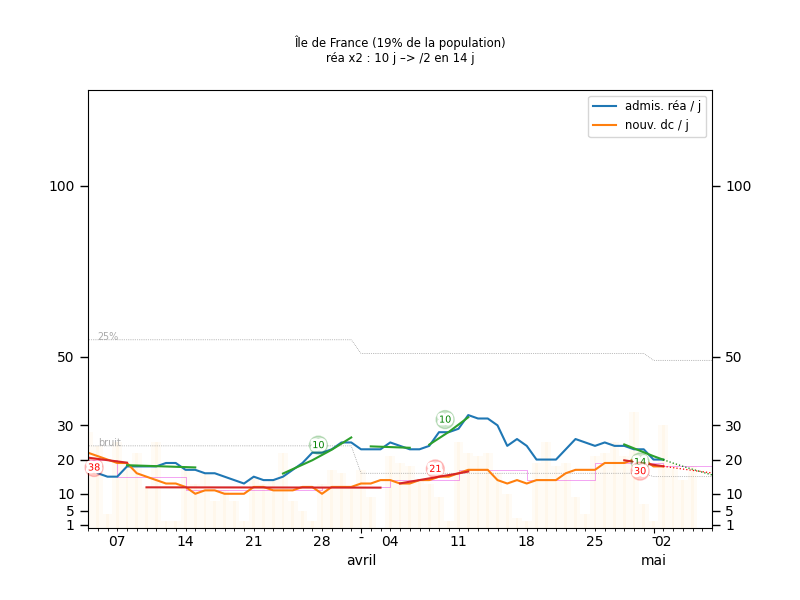 Île de France (19% de la population)
réa x2 : 10 j –> /2 en 14 j
admis. réa / j
nouv. dc / j
100 100
25%
50 50
bruit
30 30
20 20
10 10
5 5
1 1
38
10
10
21
14
30
07 14 21 28 - 04 11 18 25 - 02
avril mai